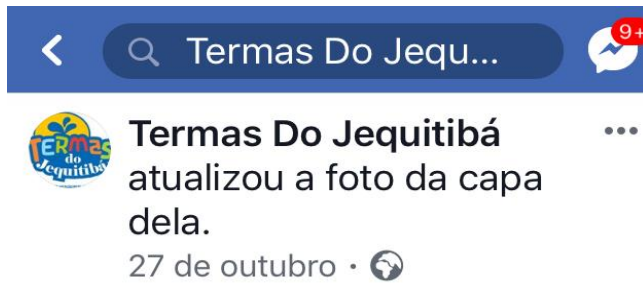 Termas Do Jequ...
9+
TERMAS
do
Jequitibá
Termas Do Jequitibá
atualizou a foto da capa
dela.
27 de outubro ·